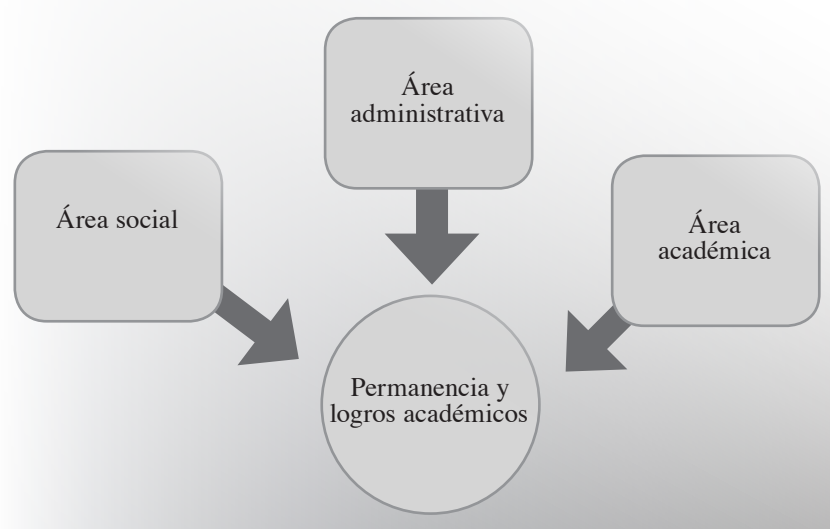 Área
administrativa
Área social
Área
académica
Permanencia y
logros académicos